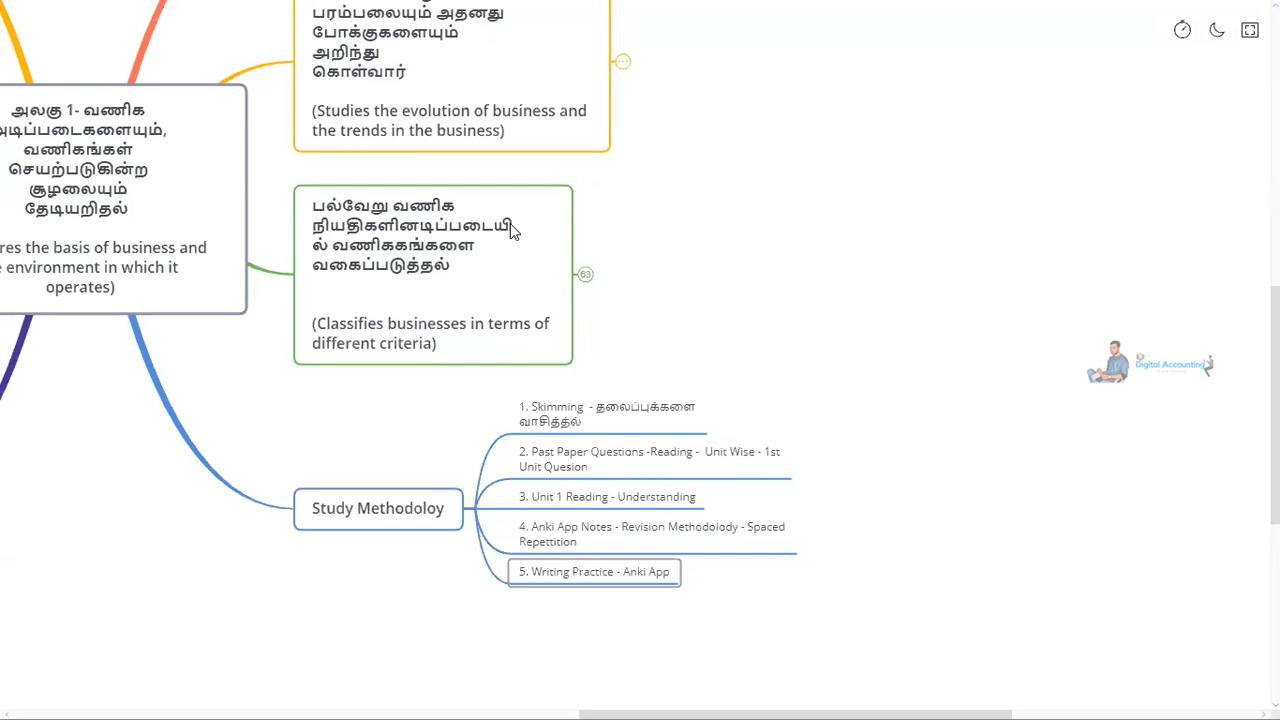 பரம்பலையும் அதனது
போக்குகளையும்
அறிந்து
கொள்வார்
(Studies the evolution of business and
the trends in the business)
அலகு 1- வணிக
அடிப்படைகளையும்,
வணிகங்கள்
செயற்படுகின்ற
சூழலையும்
தேடியறிதல்
res the basis of business and
environment in which it
operates)
பல்வேறு வணிக
நியதிகளினடிப்படையி
ல் வணிககங்களை
வகைப்படுத்தல்
63
(Classifies businesses in terms of
different criteria)
Digital Accounting
1. Skimming - தலைப்புக்களை
வாசித்த்ல்
2. Past Paper Questions -Reading - Unit Wise - 1st
Unit Quesion
3. Unit 1 Reading - Understanding
Study Methodoloy
4. Anki App Notes - Revision Methodoiody - Spaced
Repettition
5. Writing Practice - Anki App